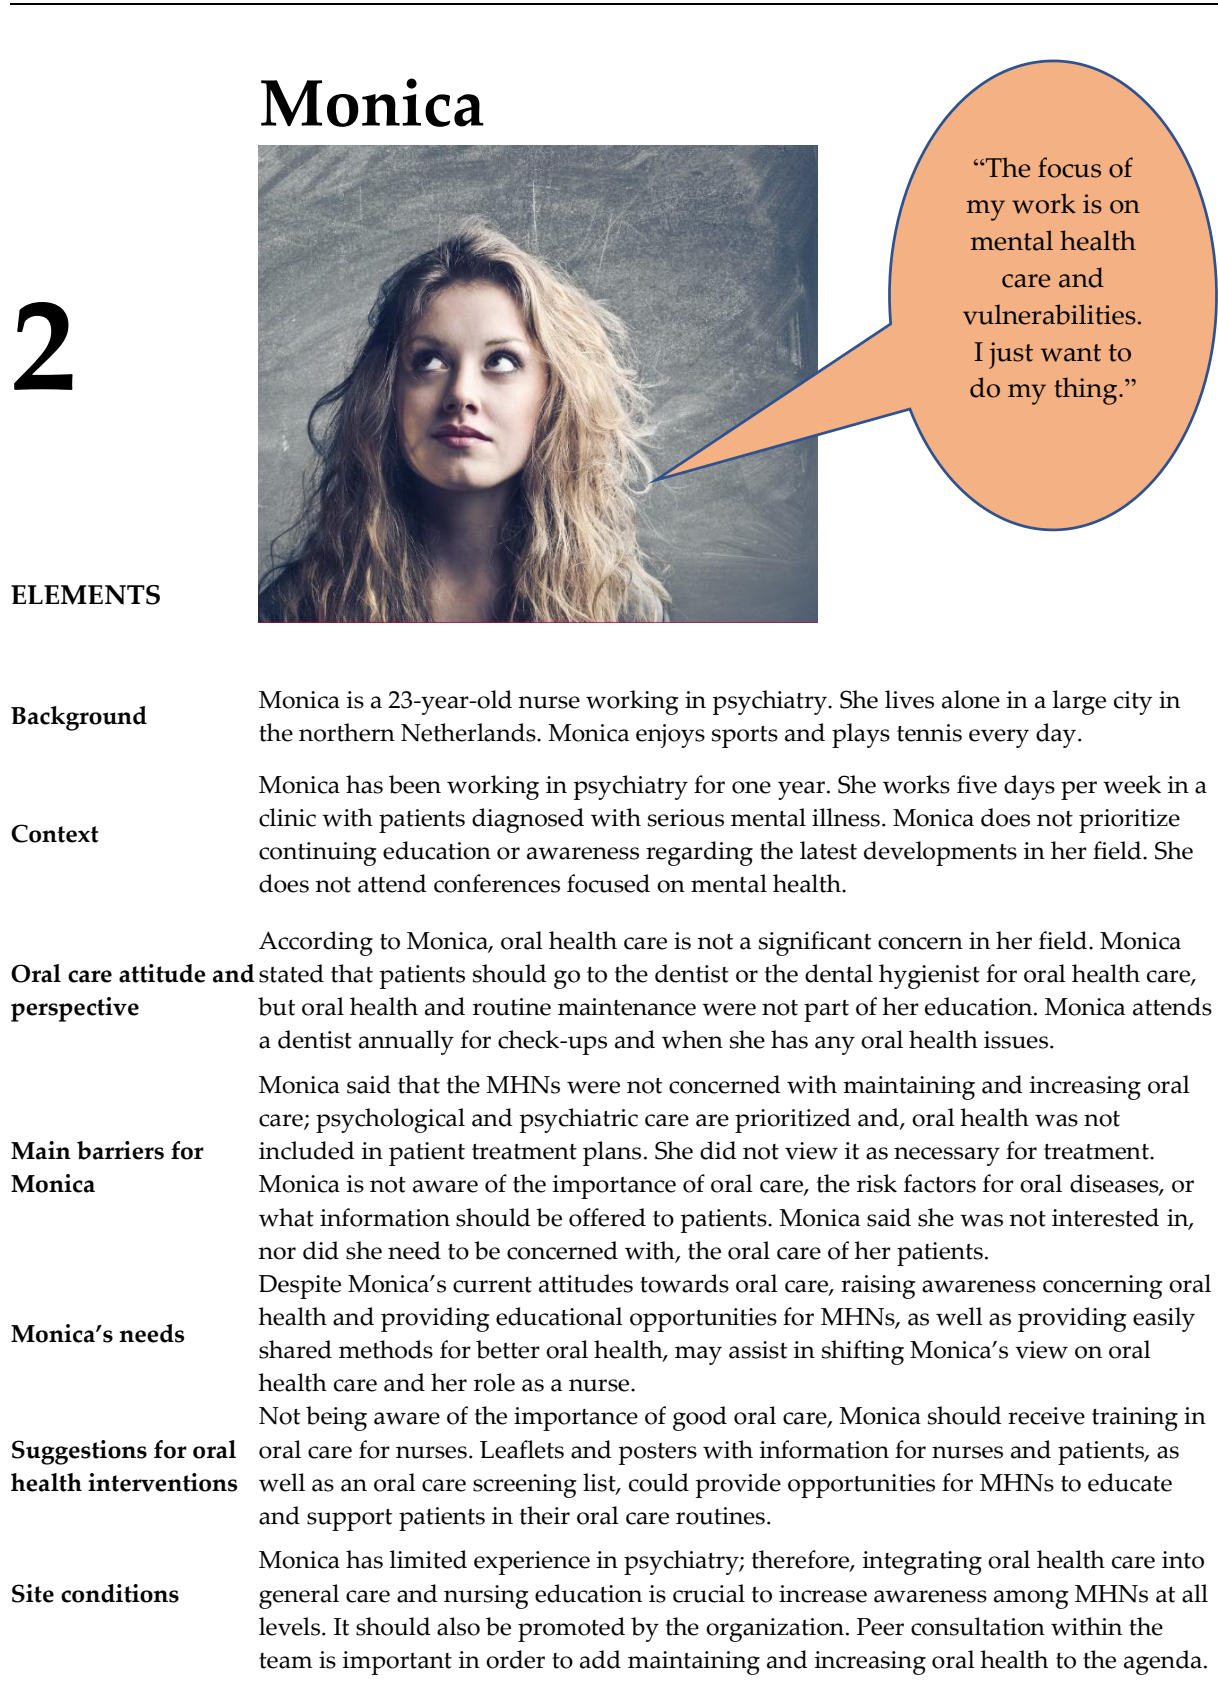 Monica
“The focus of
my work is on
mental health
care and
vulnerabilities.
I just want to
do my thing.”
2
ELEMENTS
Background
Monica is a 23-year-old nurse working in psychiatry. She lives alone in a large city in
the northern Netherlands. Monica enjoys sports and plays tennis every day.
Context
Monica has been working in psychiatry for one year. She works five days per week in a
clinic with patients diagnosed with serious mental illness. Monica does not prioritize
continuing education or awareness regarding the latest developments in her field. She
does not attend conferences focused on mental health.
Oral care attitude and
perspective
According to Monica, oral health care is not a significant concern in her field. Monica
stated that patients should go to the dentist or the dental hygienist for oral health care,
but oral health and routine maintenance were not part of her education. Monica attends
a dentist annually for check-ups and when she has any oral health issues.
Main barriers for
Monica
Monica said that the MHNs were not concerned with maintaining and increasing oral
care; psychological and psychiatric care are prioritized and, oral health was not
included in patient treatment plans. She did not view it as necessary for treatment.
Monica is not aware of the importance of oral care, the risk factors for oral diseases, or
what information should be offered to patients. Monica said she was not interested in,
nor did she need to be concerned with, the oral care of her patients.
Monica’s needs
Despite Monica’s current attitudes towards oral care, raising awareness concerning oral
health and providing educational opportunities for MHNs, as well as providing easily
shared methods for better oral health, may assist in shifting Monica’s view on oral
health care and her role as a nurse.
Suggestions for oral
health interventions
Not being aware of the importance of good oral care, Monica should receive training in
oral care for nurses. Leaflets and posters with information for nurses and patients, as
well as an oral care screening list, could provide opportunities for MHNs to educate
and support patients in their oral care routines.
Site conditions
Monica has limited experience in psychiatry; therefore, integrating oral health care into
general care and nursing education is crucial to increase awareness among MHNs at all
levels. It should also be promoted by the organization. Peer consultation within the
team is important in order to add maintaining and increasing oral health to the agenda.